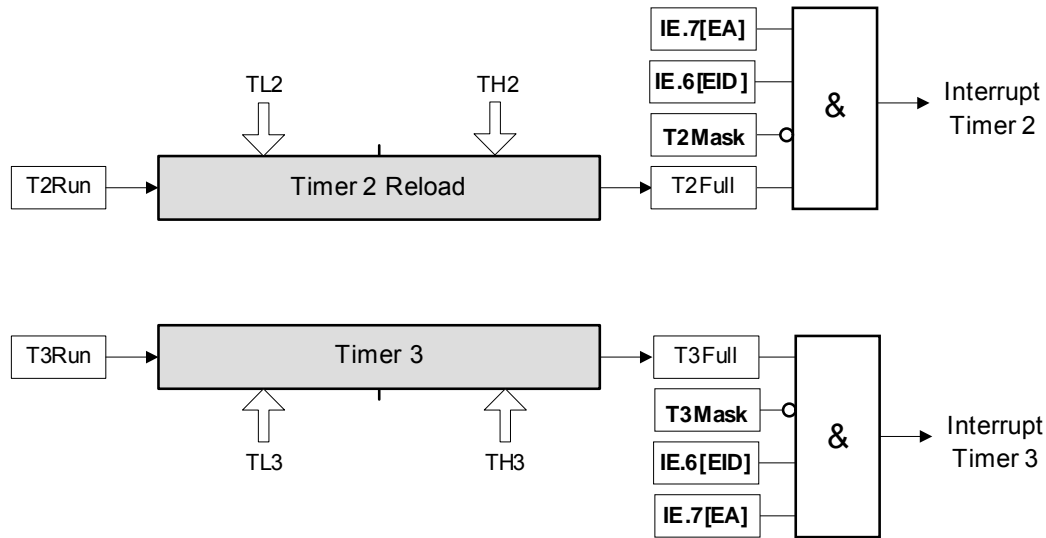 IE.7[EA]
TL2
TH2
IE.6[EID]
&
Interrupt
Timer 2
T2Mask
T2Run
Timer 2 Reload
T2Full
T3Run
Timer 3
T3Full
T3Mask
&
Interrupt
Timer 3
TL3
TH3
IE.6[EID]
IE.7[EA]